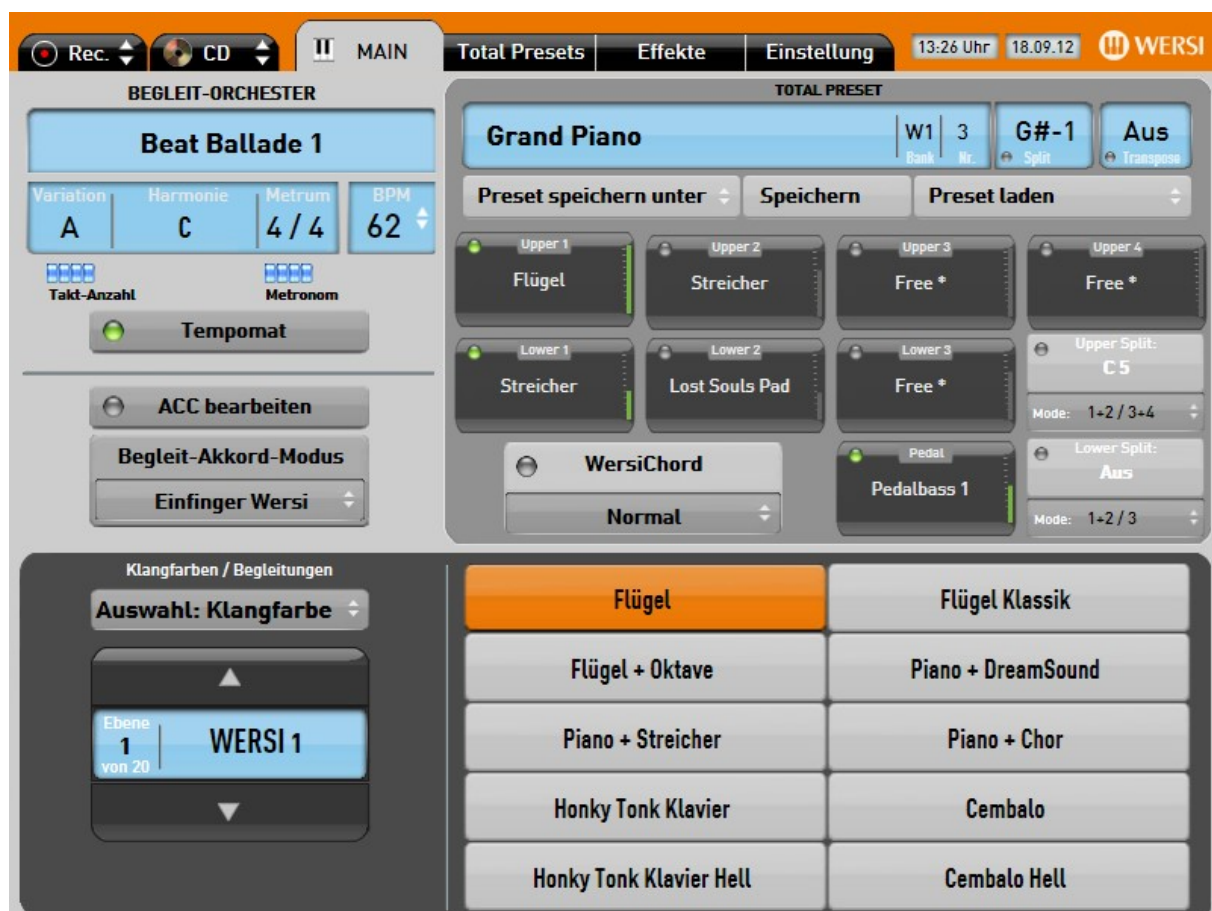 Rec. CD MAIN Total Presets Effekte Einstellung 13:26 Uhr 18.09.12 WERSI
BEGLEIT-ORCHESTER
Beat Ballade 1
Variation Harmonie Metrum BPM
A C 4 / 4 62
Takt-Anzahl Metronom
Tempomat
ACC bearbeiten
Begleit-Akkord-Modus
Einfinger Wersi
TOTAL PRESET
Grand Piano W1 3 G#-1 Aus
Bank Nr. Split Transpose
Preset speichern unter Speichern Preset laden
Upper 1 Upper 2 Upper 3 Upper 4
Flügel Streicher Free * Free *
Lower 1 Lower 2 Lower 3 Upper Split:
Streicher Lost Souls Pad Free * C 5
Mode: 1+2 / 3+4
WersiChord Pedal Lower Split:
Pedalbass 1 Aus
Normal Mode: 1+2 / 3
Klangfarben / Begleitungen
Auswahl: Klangfarbe
Ebene
1 WERSI 1
von 20
Flügel Flügel Klassik
Flügel + Oktave Piano + DreamSound
Piano + Streicher Piano + Chor
Honky Tonk Klavier Cembalo
Honky Tonk Klavier Hell Cembalo Hell